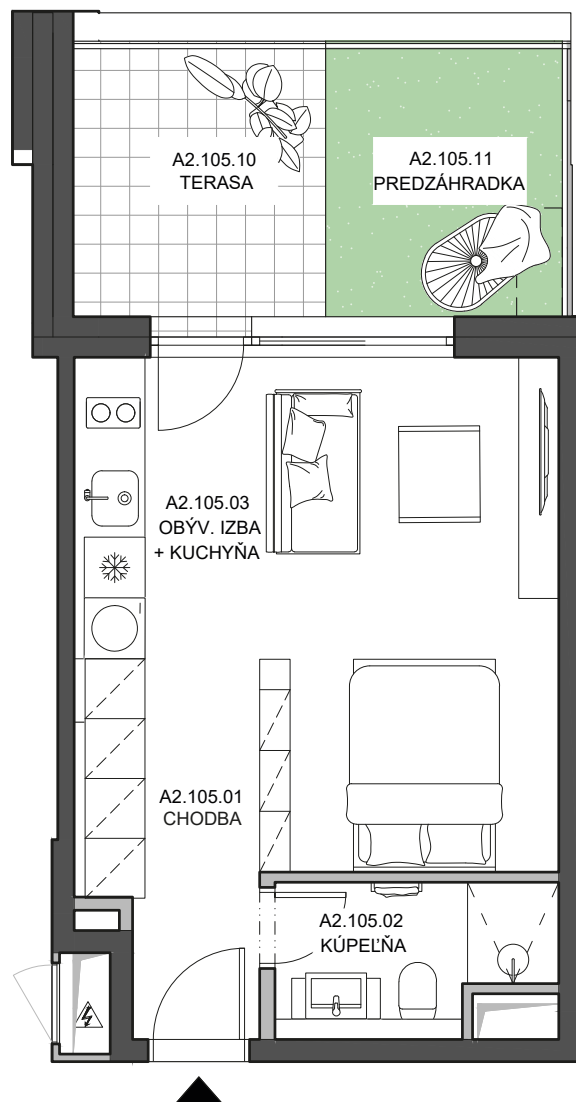 A2.105.10
TERASA
A2.105.11
PREDZÁHRADKA
A2.105.03
OBÝV. IZBA
+ KUCHYŇA
A2.105.01
CHODBA
A2.105.02
KÚPEĽŇA